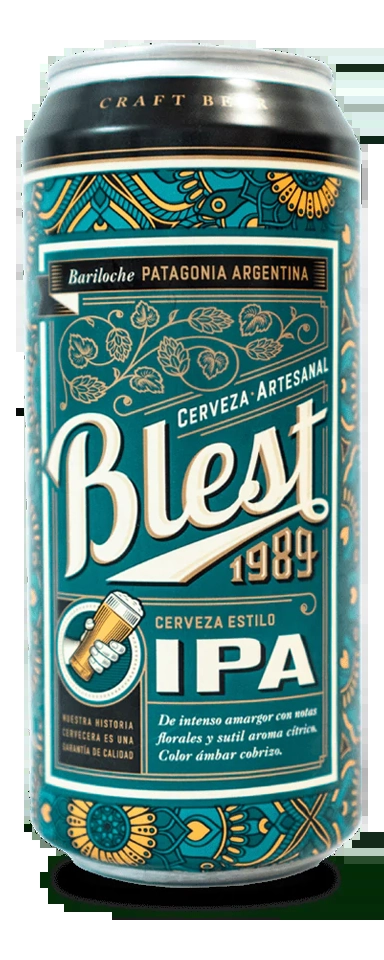 CRAFT BEER
Bariloche PATAGONIA ARGENTINA
CERVEZA·ARTESANAL
Blest
1989
CERVEZA ESTILO
IPA
De intenso amargor con notas
florales y sutil aroma cítrico.
Color ámbar cobrizo.
NUESTRA HISTORIA
CERVECERA ES UNA
GARANTÍA DE CALIDAD